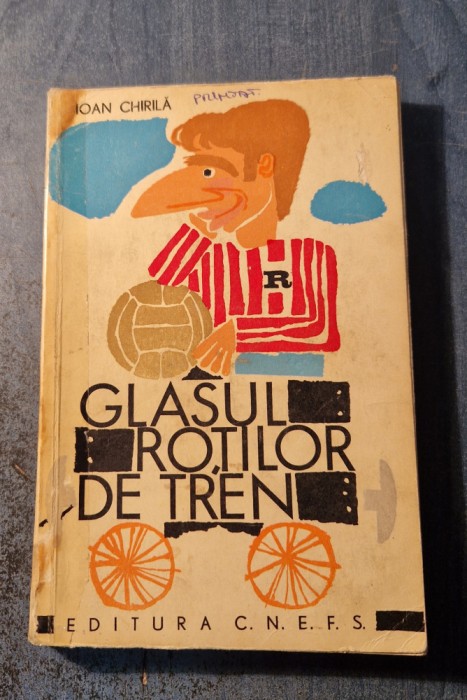 IOAN CHIRILĂ
R
GLASUL
ROȚILOR
DE TREN
EDITURA C.N.E.F.S.